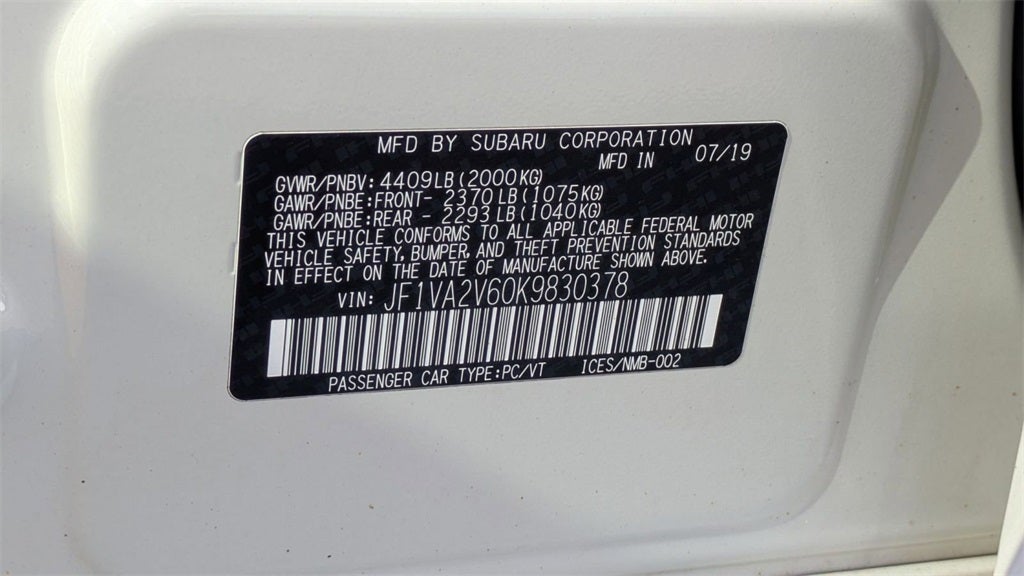 MFD BY SUBARU CORPORATION
MFD IN 07/19
GVWR/PNBV: 4409LB(2000KG)
GAWR/PNBE:FRONT- 2370LB(1075KG)
GAWR/PNBE:REAR - 2293LB(1040KG)
THIS VEHICLE CONFORMS TO ALL APPLICABLE FEDERAL MOTOR
VEHICLE SAFETY, BUMPER, AND THEFT PREVENTION STANDARDS
IN EFFECT ON THE DATE OF MANUFACTURE SHOWN ABOVE.
VIN: JF1VA2V60K9830378
PASSENGER CAR TYPE:PC/VT ICES/NMB-002